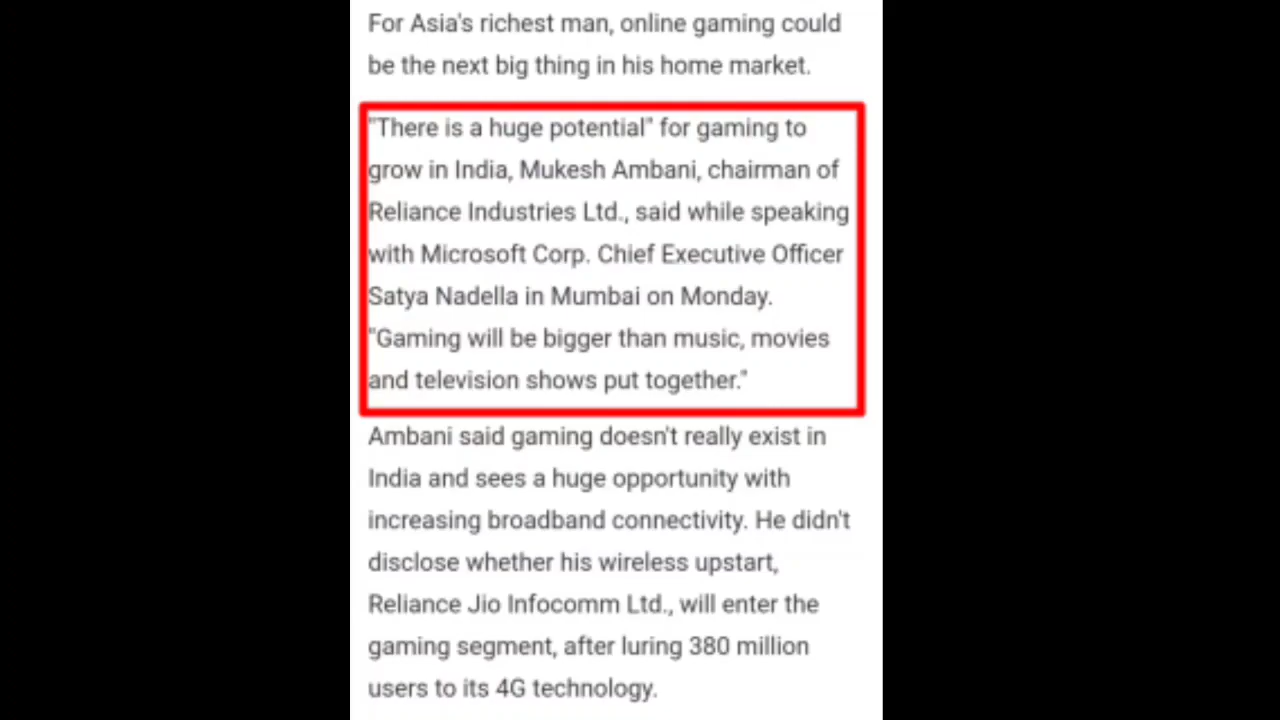 For Asia's richest man, online gaming could
be the next big thing in his home market.
"There is a huge potential" for gaming to
grow in India, Mukesh Ambani, chairman of
Reliance Industries Ltd., said while speaking
with Microsoft Corp. Chief Executive Officer
Satya Nadella in Mumbai on Monday.
"Gaming will be bigger than music, movies
and television shows put together."
Ambani said gaming doesn't really exist in
India and sees a huge opportunity with
increasing broadband connectivity. He didn't
disclose whether his wireless upstart,
Reliance Jio Infocomm Ltd., will enter the
gaming segment, after luring 380 million
users to its 4G technology.